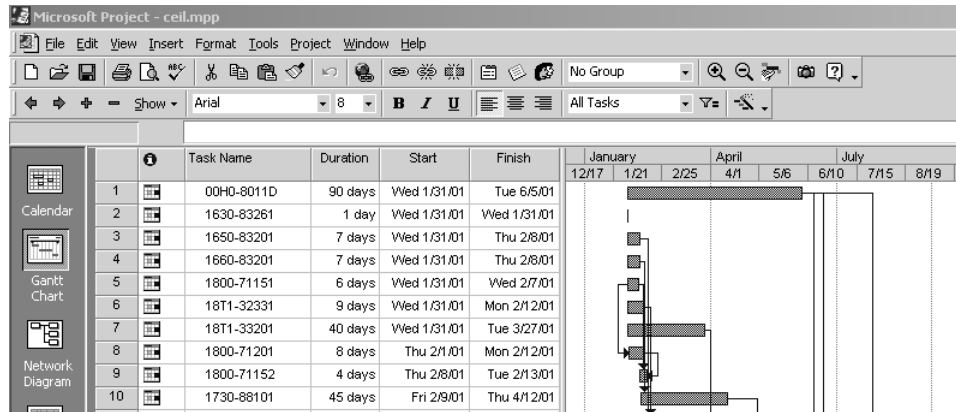 Microsoft Project - ceil.mpp
File Edit View Insert Format Tools Project Window Help
ABC No Group
Show Arial 8 B I U All Tasks
Task Name Duration Start Finish January April July
12/17 1/21 2/25 4/1 5/6 6/10 7/15 8/19
1 00H0-8011D 90 days Wed 1/31/01 Tue 6/5/01
Calendar
2 1630-83261 1 day Wed 1/31/01 Wed 1/31/01
3 1650-83201 7 days Wed 1/31/01 Thu 2/8/01
4 1660-83201 7 days Wed 1/31/01 Thu 2/8/01
Gantt Chart
5 1800-71151 6 days Wed 1/31/01 Wed 2/7/01
6 18T1-32331 9 days Wed 1/31/01 Mon 2/12/01
7 18T1-33201 40 days Wed 1/31/01 Tue 3/27/01
8 1800-71201 8 days Thu 2/1/01 Mon 2/12/01
Network Diagram
9 1800-71152 4 days Thu 2/8/01 Tue 2/13/01
10 1730-88101 45 days Fri 2/9/01 Thu 4/12/01